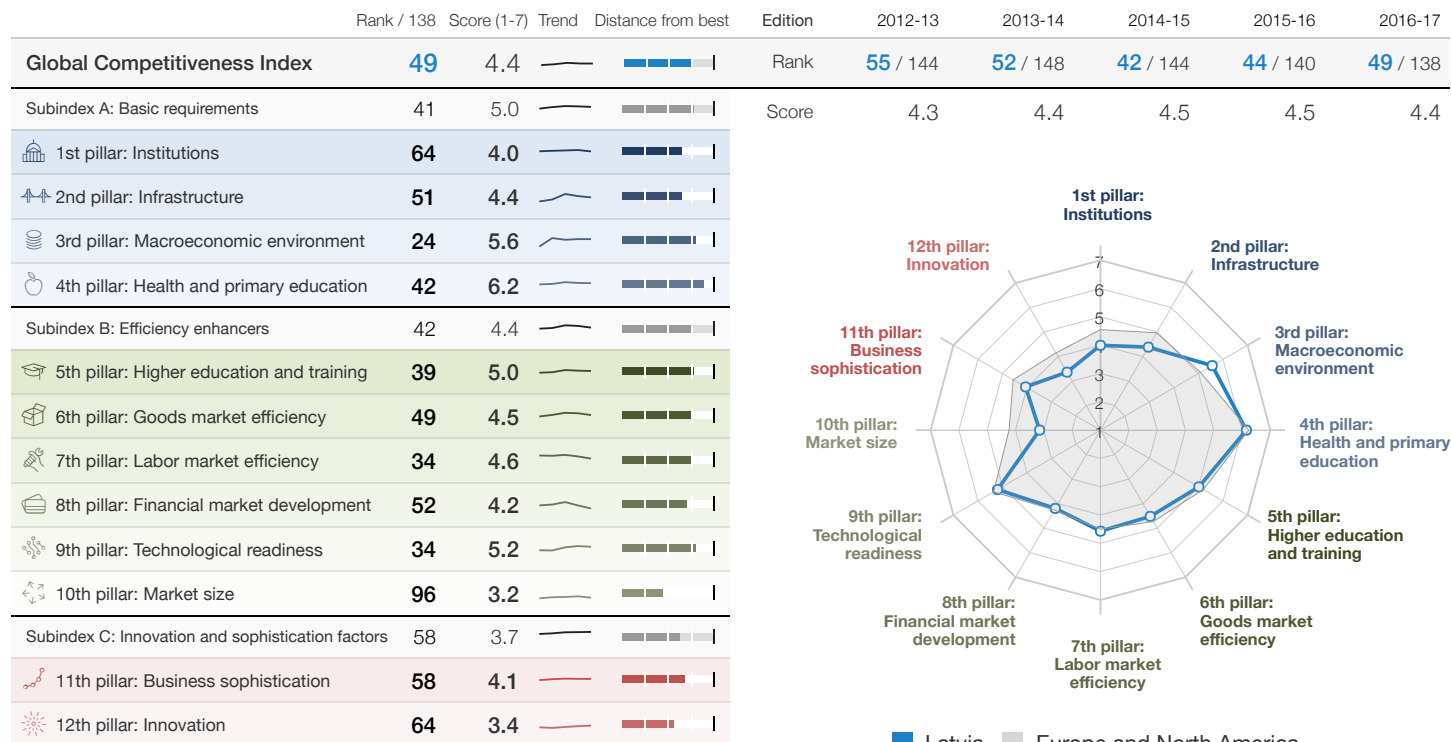 Rank / 138 Score (1-7) Trend Distance from best
Global Competitiveness Index 49 4.4
Subindex A: Basic requirements 41 5.0
1st pillar: Institutions 64 4.0
2nd pillar: Infrastructure 51 4.4
3rd pillar: Macroeconomic environment 24 5.6
4th pillar: Health and primary education 42 6.2
Subindex B: Efficiency enhancers 42 4.4
5th pillar: Higher education and training 39 5.0
6th pillar: Goods market efficiency 49 4.5
7th pillar: Labor market efficiency 34 4.6
8th pillar: Financial market development 52 4.2
9th pillar: Technological readiness 34 5.2
10th pillar: Market size 96 3.2
Subindex C: Innovation and sophistication factors 58 3.7
11th pillar: Business sophistication 58 4.1
12th pillar: Innovation 64 3.4
Edition 2012-13 2013-14 2014-15 2015-16 2016-17
Rank 55 / 144 52 / 148 42 / 144 44 / 140 49 / 138
Score 4.3 4.4 4.5 4.5 4.4
1st pillar:
Institutions
2nd pillar:
Infrastructure
3rd pillar:
Macroeconomic
environment
4th pillar:
Health and primary
education
5th pillar:
Higher education
and training
6th pillar:
Goods market
efficiency
7th pillar:
Labor market
efficiency
8th pillar:
Financial market
development
9th pillar:
Technological
readiness
10th pillar:
Market size
11th pillar:
Business
sophistication
12th pillar:
Innovation
7
6
5
3
2
1
Latvia Europe and North America